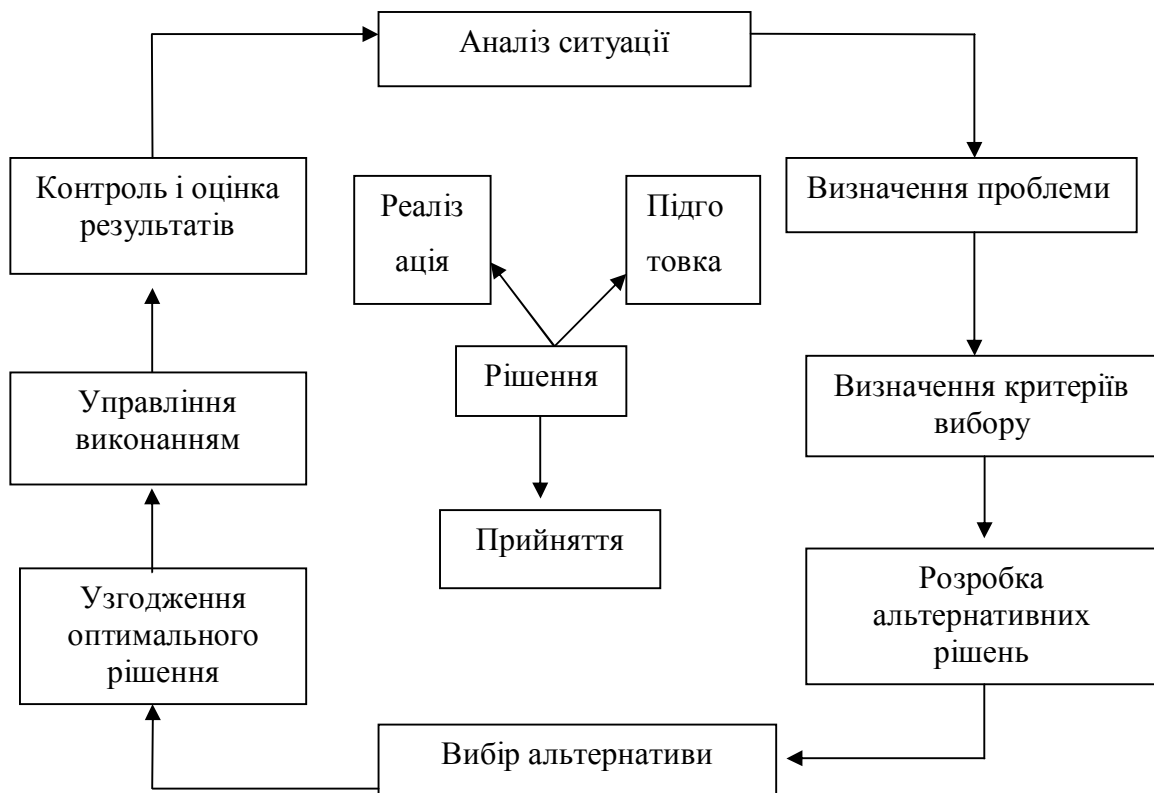 Аналіз ситуації
Контроль і оцінка
результатів
Реаліз
ація
Підго
товка
Визначення проблеми
Рішення
Управління
виконанням
Визначення критеріїв
вибору
Прийняття
Узгодження
оптимального
рішення
Розробка
альтернативних
рішень
Вибір альтернативи